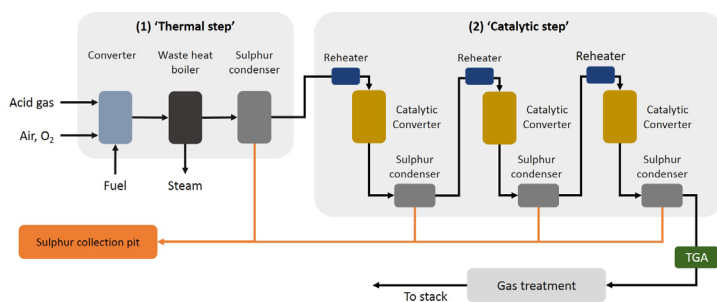 (1) ‘Thermal step’
(2) ‘Catalytic step’
Converter
Waste heat
boiler
Sulphur
condenser
Reheater
Reheater
Reheater
Acid gas
Air, O2
Catalytic
Converter
Catalytic
Converter
Catalytic
Converter
Fuel
Steam
Sulphur
condenser
Sulphur
condenser
Sulphur
condenser
Sulphur collection pit
TGA
Gas treatment
To stack